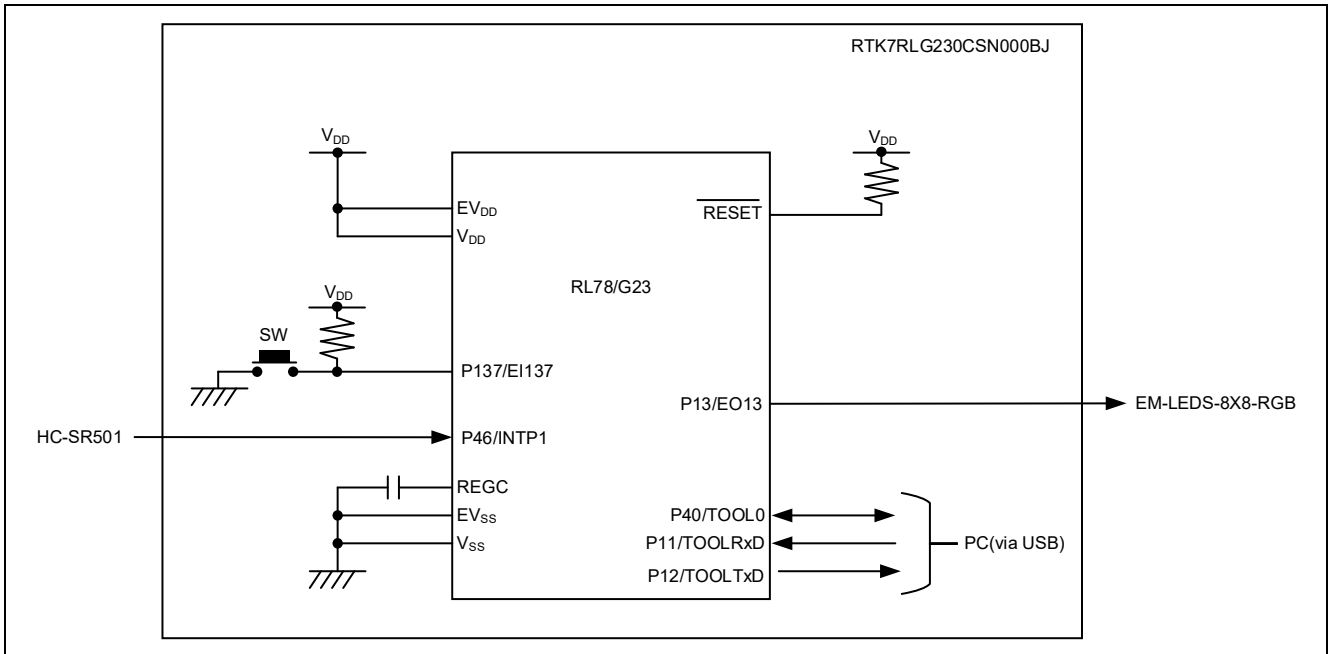 RTK7RLG230CSN000BJ
VDD
VDD
EVDD
RESET
VDD
RL78/G23
VDD
SW
P137/EI137
P13/EO13
EM-LEDS-8X8-RGB
HC-SR501
P46/INTP1
REGC
EVSS
P40/TOOL0
VSS
P11/TOOLRxD
PC(via USB)
P12/TOOLTxD